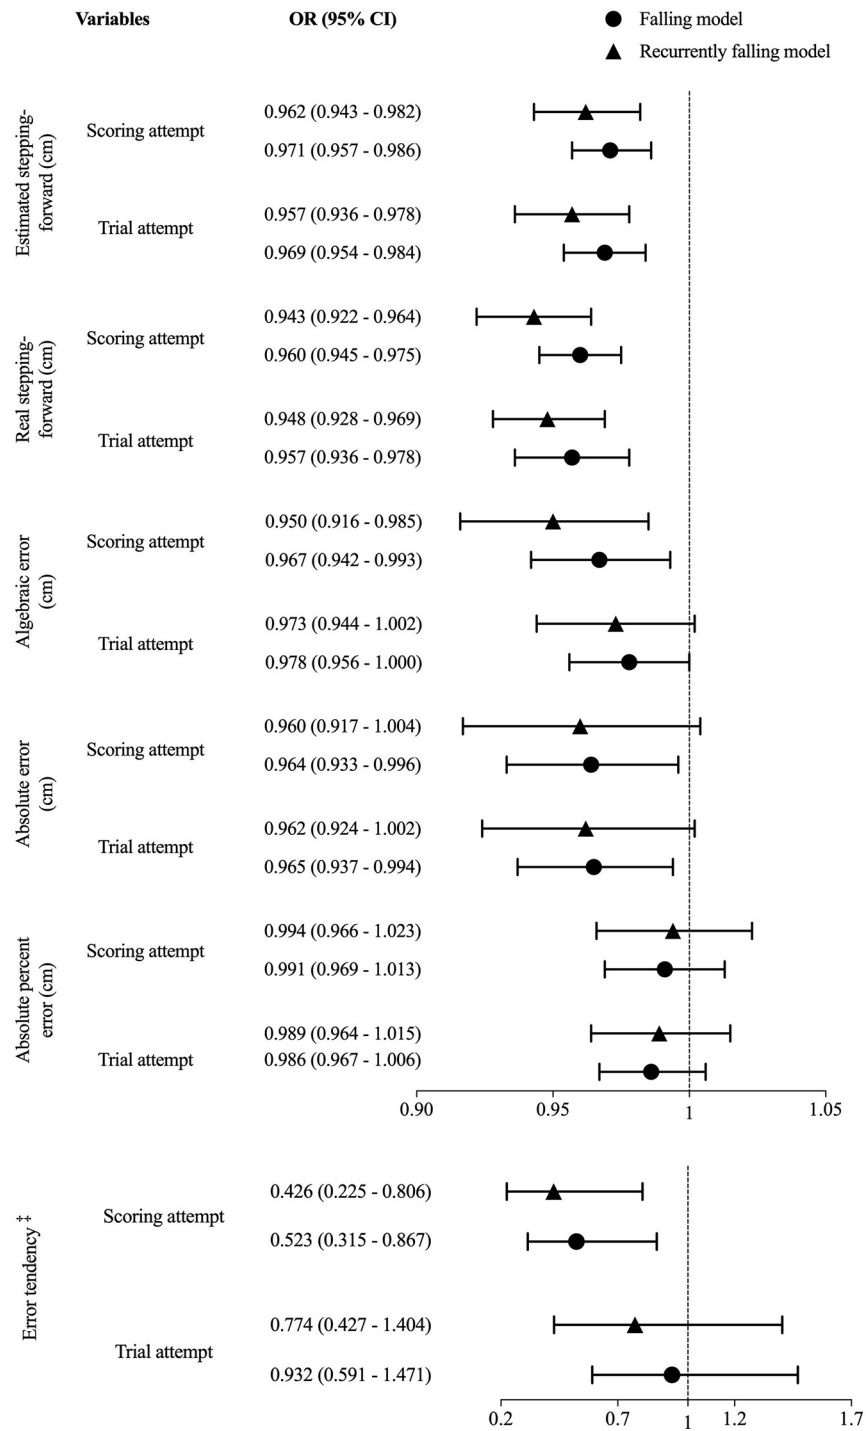 Variables OR (95% CI) Falling model
Recurrently falling model
Estimated stepping-
forward (cm)
Scoring attempt
0.962 (0.943 - 0.982)
0.971 (0.957 - 0.986)
Trial attempt
0.957 (0.936 - 0.978)
0.969 (0.954 - 0.984)
Real stepping-
forward (cm)
Scoring attempt
0.943 (0.922 - 0.964)
0.960 (0.945 - 0.975)
Trial attempt
0.948 (0.928 - 0.969)
0.957 (0.936 - 0.978)
Algebraic error
(cm)
Scoring attempt
0.950 (0.916 - 0.985)
0.967 (0.942 - 0.993)
Trial attempt
0.973 (0.944 - 1.002)
0.978 (0.956 - 1.000)
Absolute error
(cm)
Scoring attempt
0.960 (0.917 - 1.004)
0.964 (0.933 - 0.996)
Trial attempt
0.962 (0.924 - 1.002)
0.965 (0.937 - 0.994)
Absolute percent
error (cm)
Scoring attempt
0.994 (0.966 - 1.023)
0.991 (0.969 - 1.013)
Trial attempt
0.989 (0.964 - 1.015)
0.986 (0.967 - 1.006)
0.90 0.95 1 1.05
Error tendency ‡
Scoring attempt
0.426 (0.225 - 0.806)
0.523 (0.315 - 0.867)
Trial attempt
0.774 (0.427 - 1.404)
0.932 (0.591 - 1.471)
0.2 0.7 1 1.2 1.7